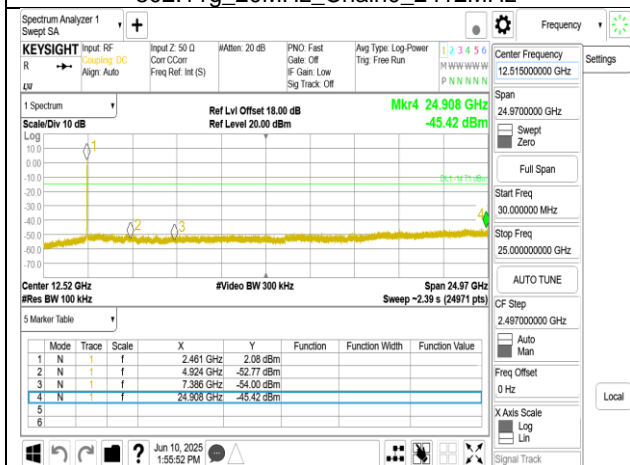 Spectrum Analyzer 1
Swept SA
+
Frequency
KEYSIGHT
R
Input: RF
Coupling: DC
Align: Auto
Input Z: 50 Ω
Corr CCorr
Freq Ref: Int (S)
#Atten: 20 dB
PNO: Fast
Gate: Off
IF Gain: Low
Sig Track: Off
Avg Type: Log-Power
Trig: Free Run
1 2 3 4 5 6
M W W W W W
P N N N N N
Center Frequency
12.515000000 GHz
Settings
1 Spectrum
Scale/Div 10 dB
Ref Lvl Offset 18.00 dB
Ref Level 20.00 dBm
Mkr4 24.908 GHz
-45.42 dBm
Span
24.9700000 GHz
Swept
Zero
Full Span
Start Freq
30.000000 MHz
Stop Freq
25.000000000 GHz
AUTO TUNE
CF Step
2.497000000 GHz
Auto
Man
Freq Offset
0 Hz
Local
X Axis Scale
Log
Lin
Signal Track
Log
10.0
0.00
-10.0
-20.0
-30.0
-40.0
-50.0
-60.0
-70.0
1
2
3
4
DL1 -14.71 dBm
Center 12.52 GHz
#Res BW 100 kHz
#Video BW 300 kHz
Span 24.97 GHz
Sweep ~2.39 s (24971 pts)
5 Marker Table
Mode Trace Scale X Y Function Function Width Function Value
1 N 1 f 2.461 GHz 2.08 dBm
2 N 1 f 4.924 GHz -52.77 dBm
3 N 1 f 7.386 GHz -54.00 dBm
4 N 1 f 24.908 GHz -45.42 dBm
5
6
?
Jun 10, 2025
1:55:52 PM